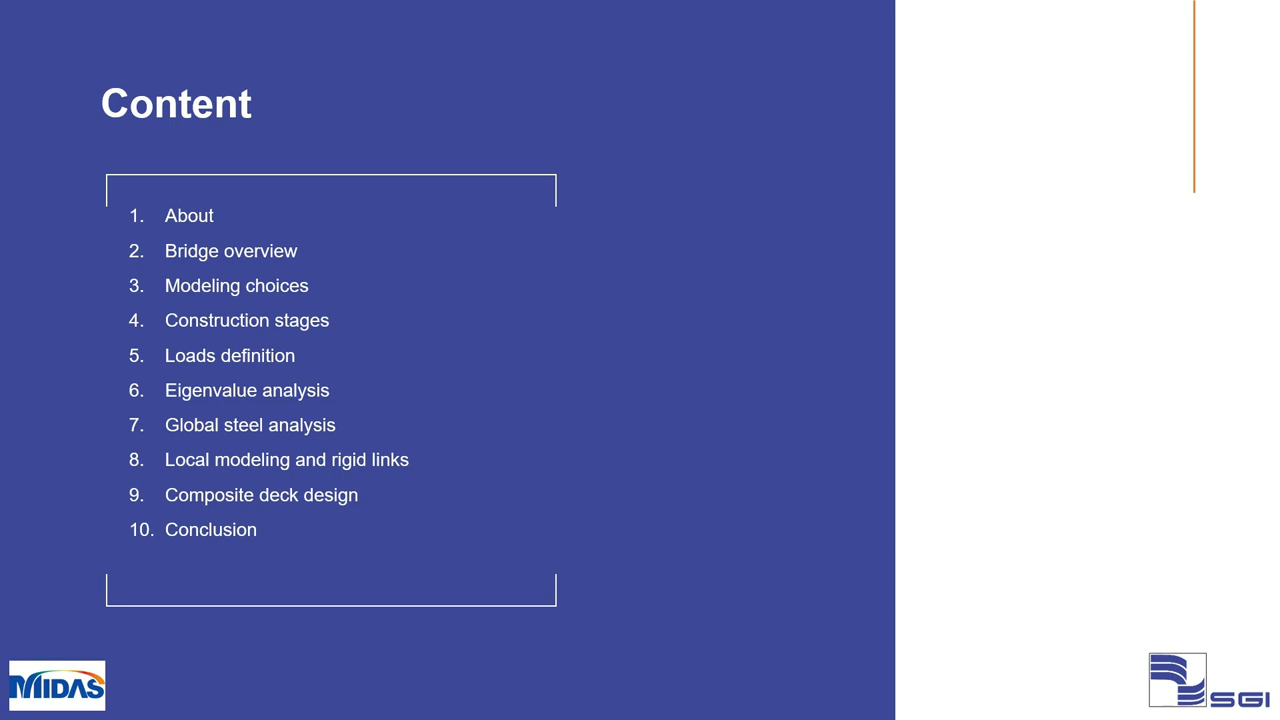 Content
1. About
2. Bridge overview
3. Modeling choices
4. Construction stages
5. Loads definition
6. Eigenvalue analysis
7. Global steel analysis
8. Local modeling and rigid links
9. Composite deck design
10. Conclusion
MIDAS
SGI